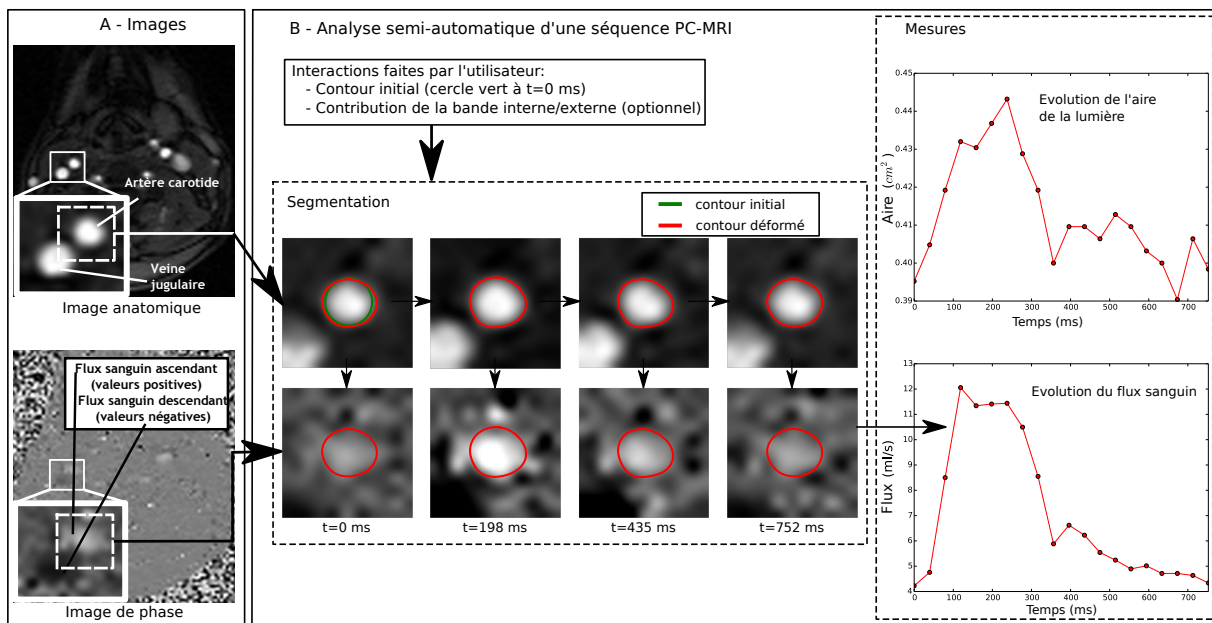 A - Images
Artère carotide
Veine
jugulaire
Image anatomique
Flux sanguin ascendant
(valeurs positives)
Flux sanguin descendant
(valeurs négatives)
Image de phase
B - Analyse semi-automatique d'une séquence PC-MRI
Interactions faites par l'utilisateur:
- Contour initial (cercle vert à t=0 ms)
- Contribution de la bande interne/externe (optionnel)
Segmentation
contour initial
contour déformé
t=0 ms
t=198 ms
t=435 ms
t=752 ms
Mesures
0.45
0.44
0.43
0.42
0.41
0.40
0.39
Aire (cm²)
Evolution de l'aire
de la lumière
0 100 200 300 400 500 600 700
Temps (ms)
13
12
11
10
9
8
7
6
5
4
Flux (ml/s)
Evolution du flux sanguin
0 100 200 300 400 500 600 700
Temps (ms)